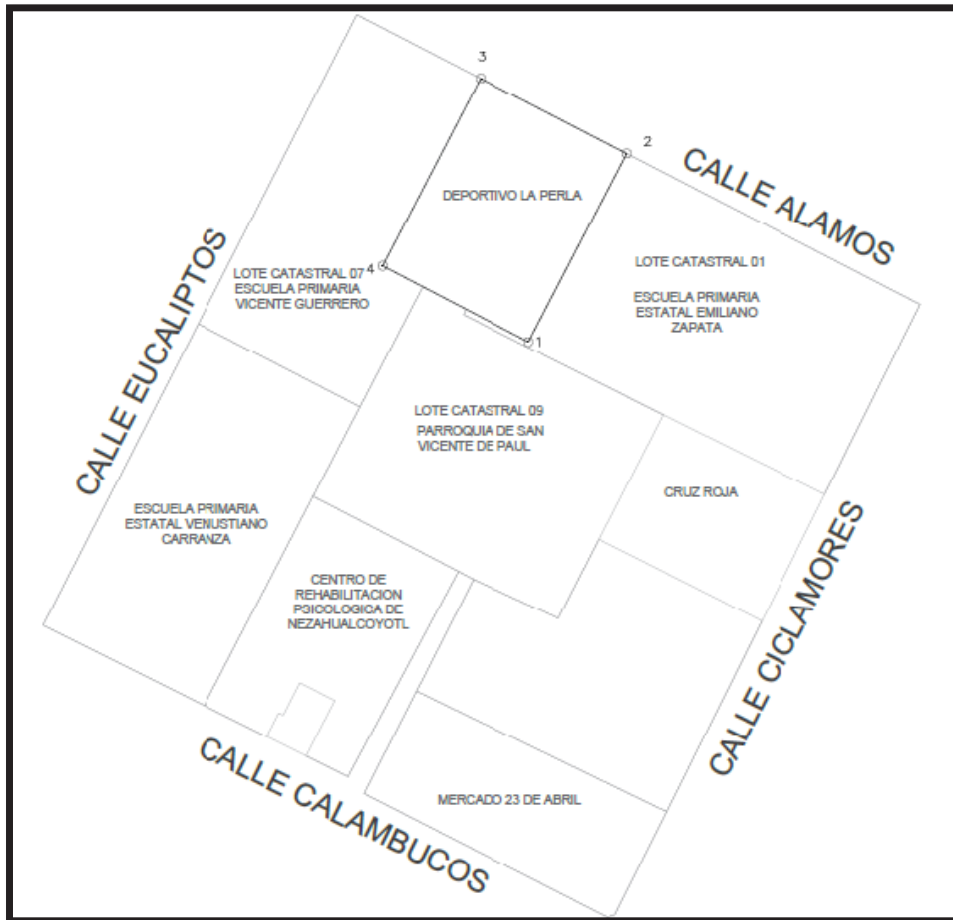 3
2
CALLE ALAMOS
DEPORTIVO LA PERLA
CALLE EUCALIPTOS
4
LOTE CATASTRAL 07
ESCUELA PRIMARIA
VICENTE GUERRERO
LOTE CATASTRAL 01
ESCUELA PRIMARIA
ESTATAL EMILIANO
ZAPATA
1
LOTE CATASTRAL 09
PARROQUIA DE SAN
VICENTE DE PAUL
CRUZ ROJA
ESCUELA PRIMARIA
ESTATAL VENUSTIANO
CARRANZA
CENTRO DE
REHABILITACION
PSICOLOGICA DE
NEZAHUALCOYOTL
CALLE CICLAMORES
CALLE CALAMBUCOS
MERCADO 23 DE ABRIL